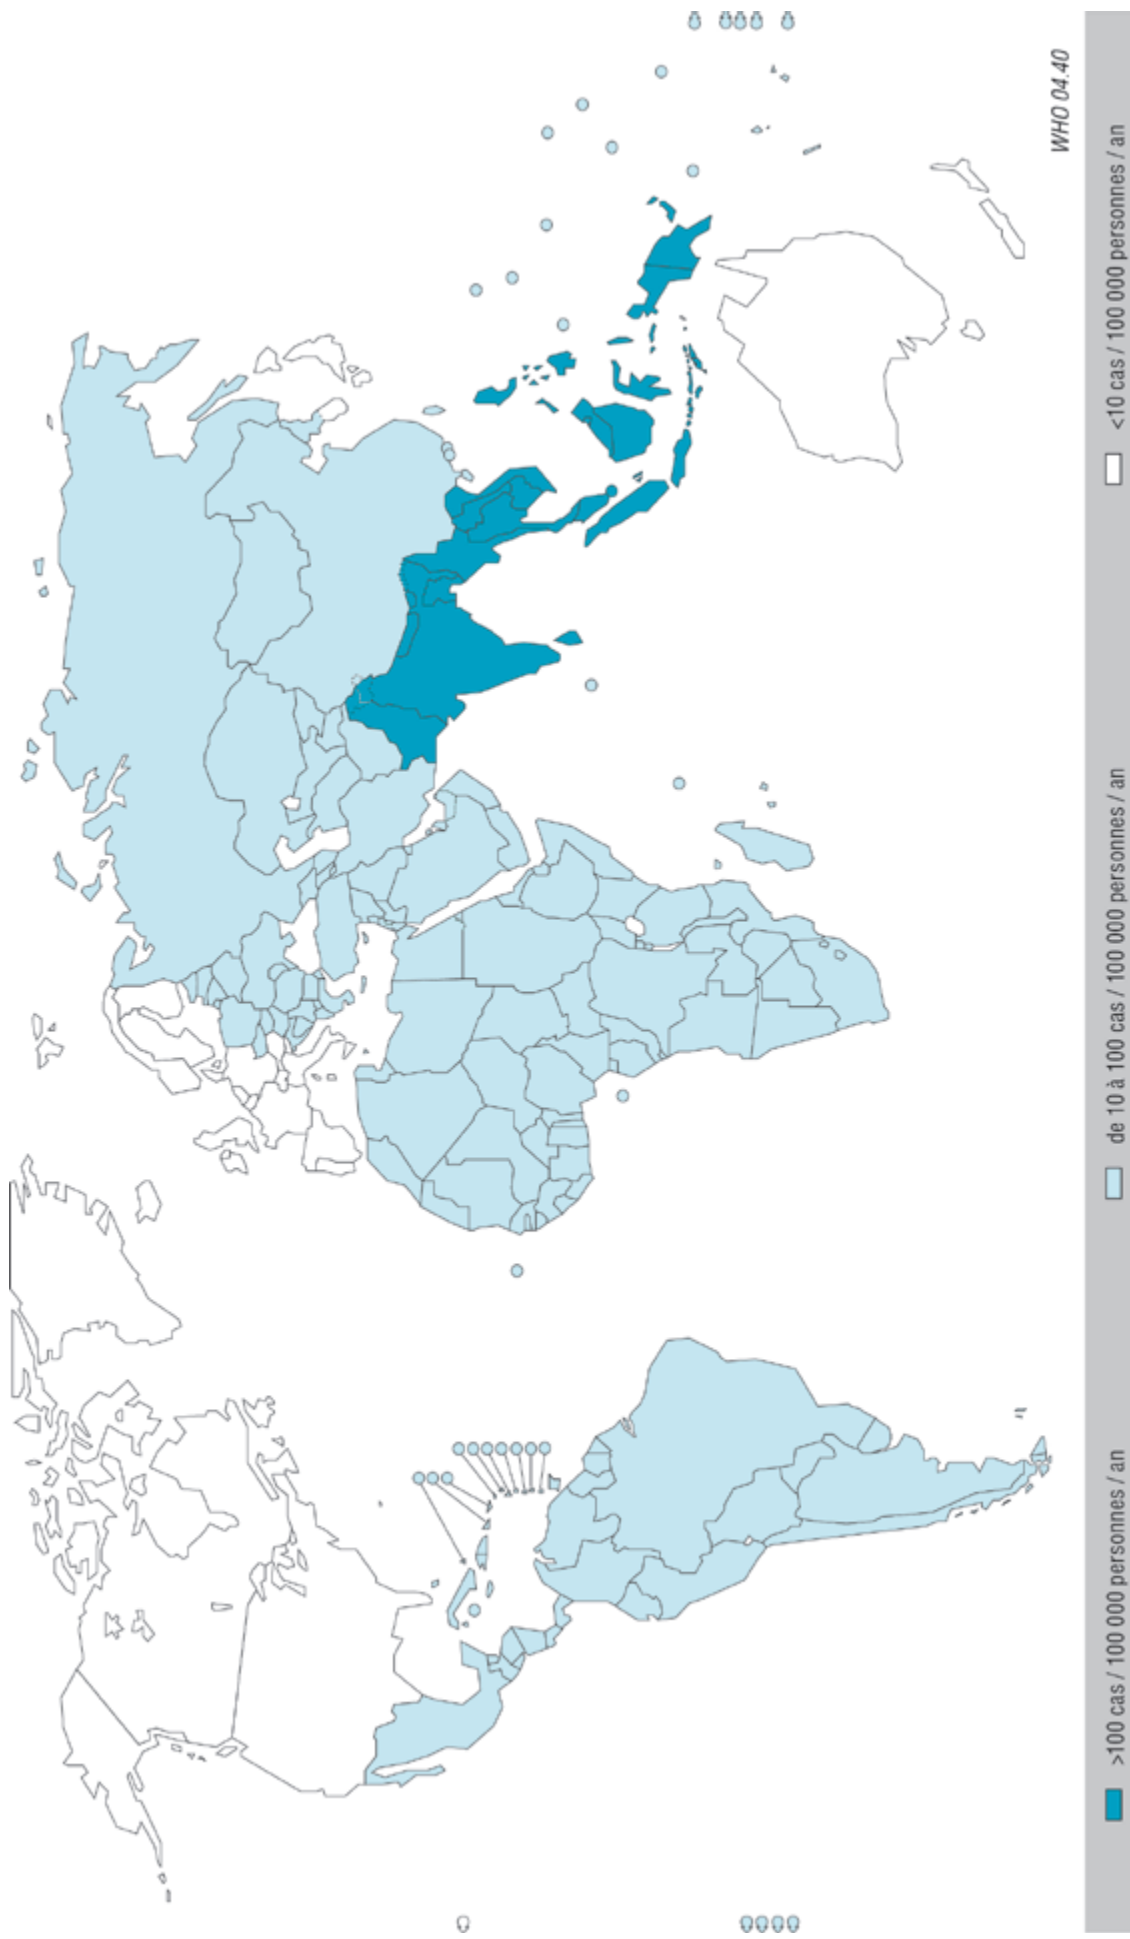 WHO 04.40
>100 cas / 100 000 personnes / an
de 10 à 100 cas / 100 000 personnes / an
<10 cas / 100 000 personnes / an